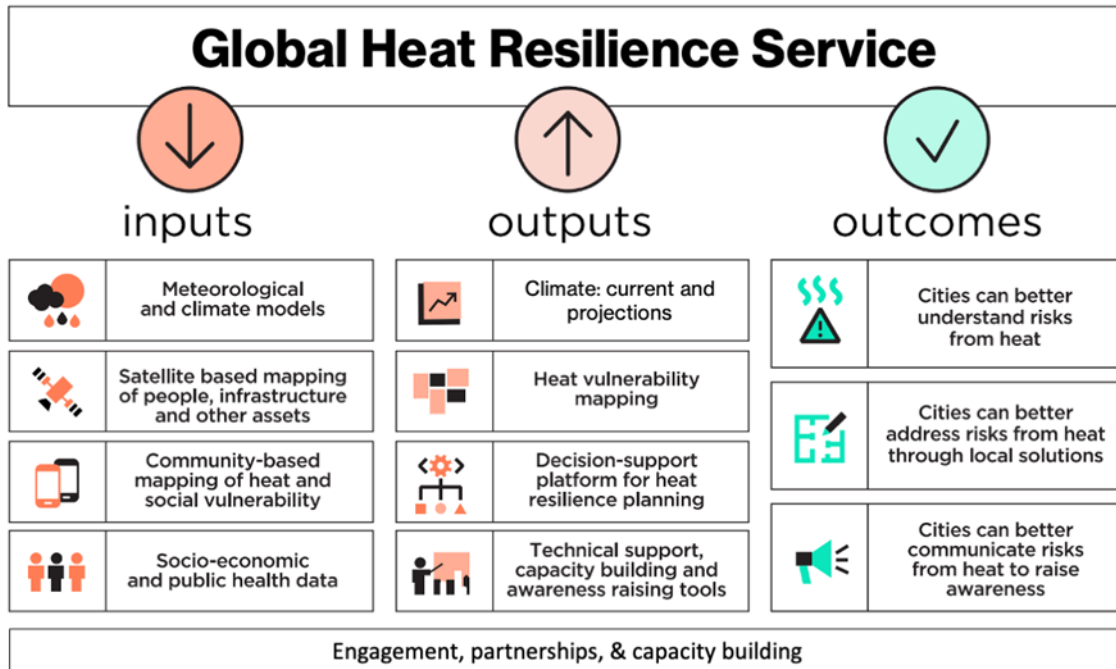 Global Heat Resilience Service
inputs
Meteorological
and climate models
Satellite based mapping
of people, infrastructure
and other assets
Community-based
mapping of heat and
social vulnerability
Socio-economic
and public health data
outputs
Climate: current and
projections
Heat vulnerability
mapping
Decision-support
platform for heat
resilience planning
Technical support,
capacity building and
awareness raising tools
outcomes
Cities can better
understand risks
from heat
Cities can better
address risks from heat
through local solutions
Cities can better
communicate risks
from heat to raise
awareness
Engagement, partnerships, & capacity building